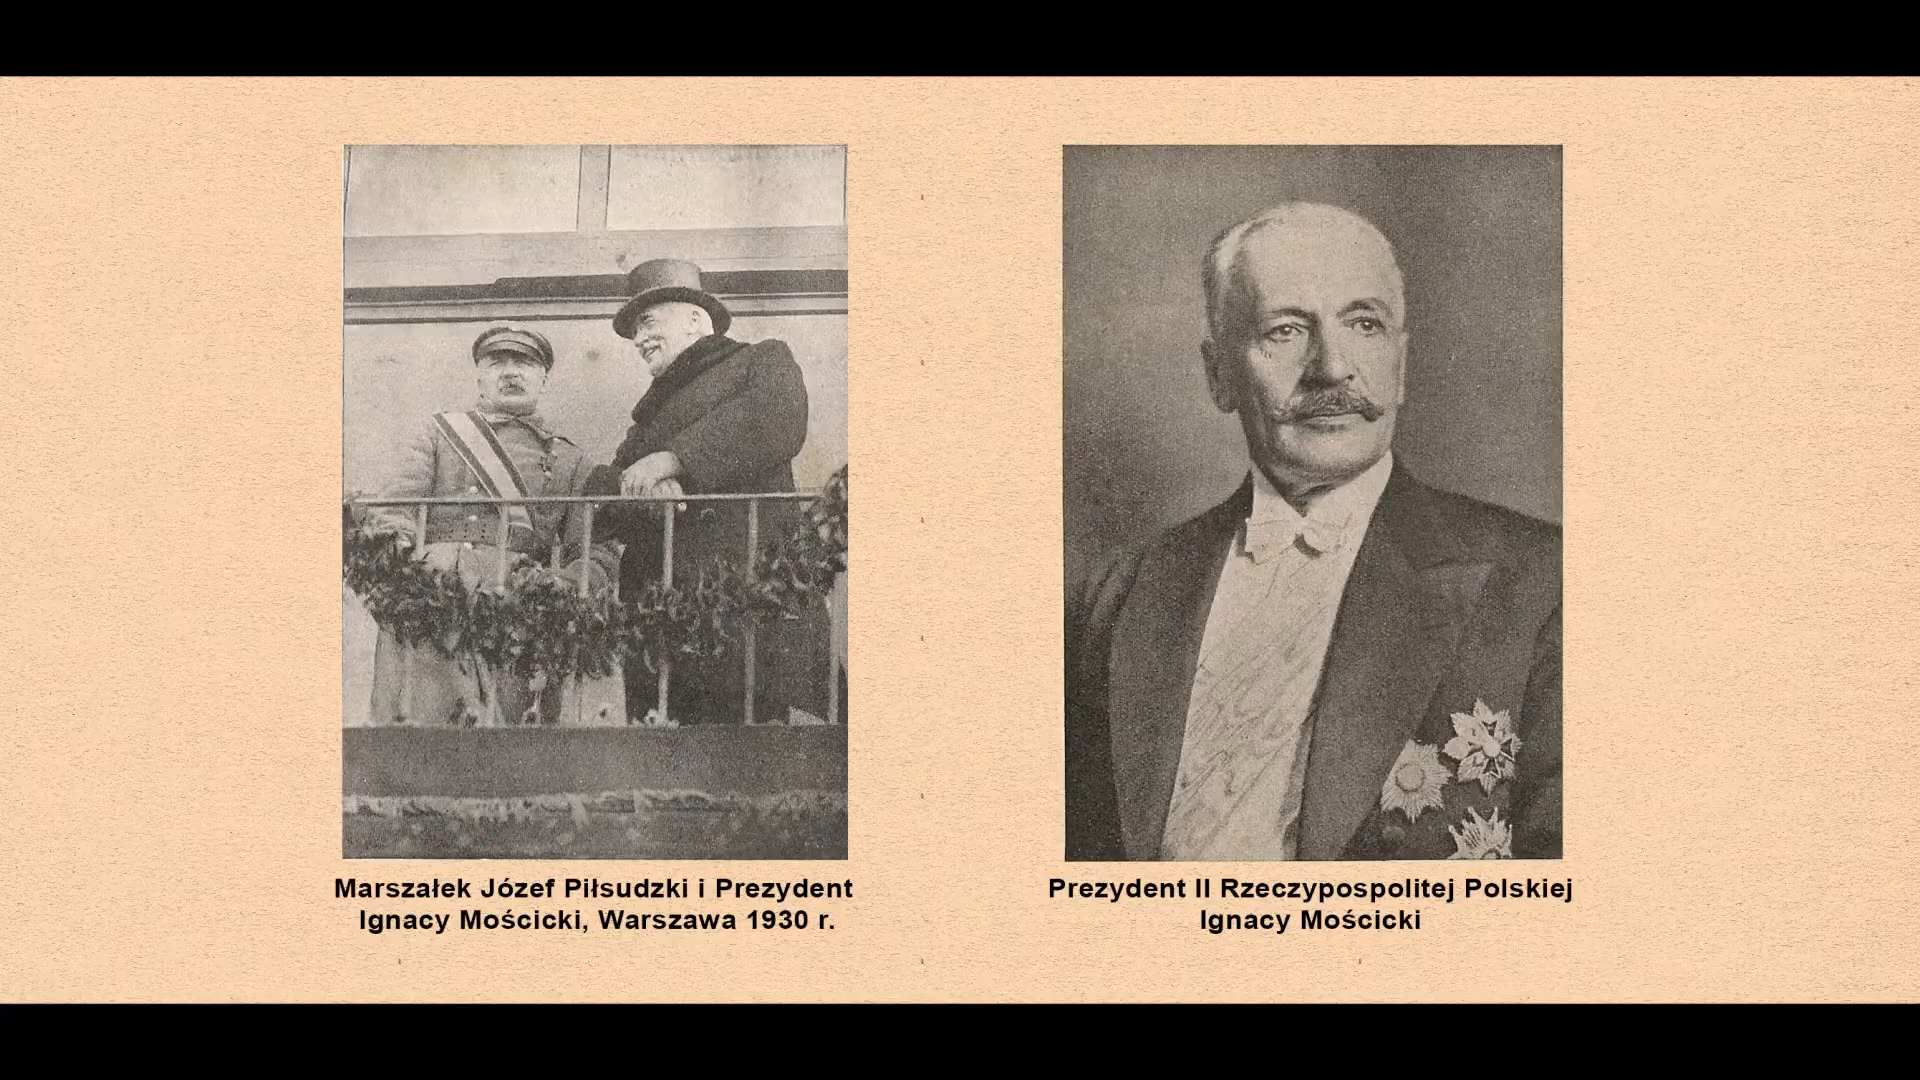 Marszałek Józef Piłsudzki i Prezydent
Ignacy Mościcki, Warszawa 1930 r.
Prezydent II Rzeczypospolitej Polskiej
Ignacy Mościcki